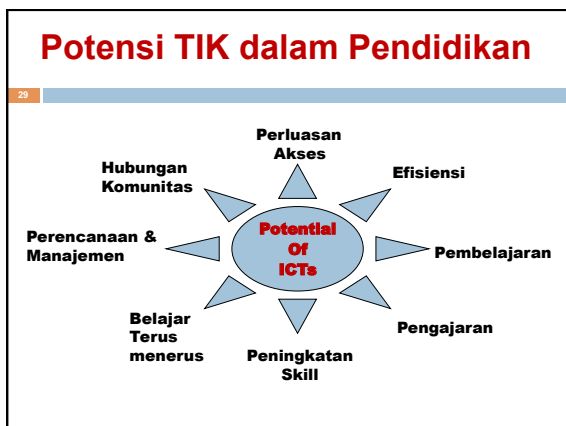 Potensi TIK dalam Pendidikan
29
Perluasan
Akses
Hubungan
Komunitas
Efisiensi
Perencanaan &
Manajemen
Potential
Of
ICTs
Pembelajaran
Belajar
Terus
menerus
Pengajaran
Peningkatan
Skill